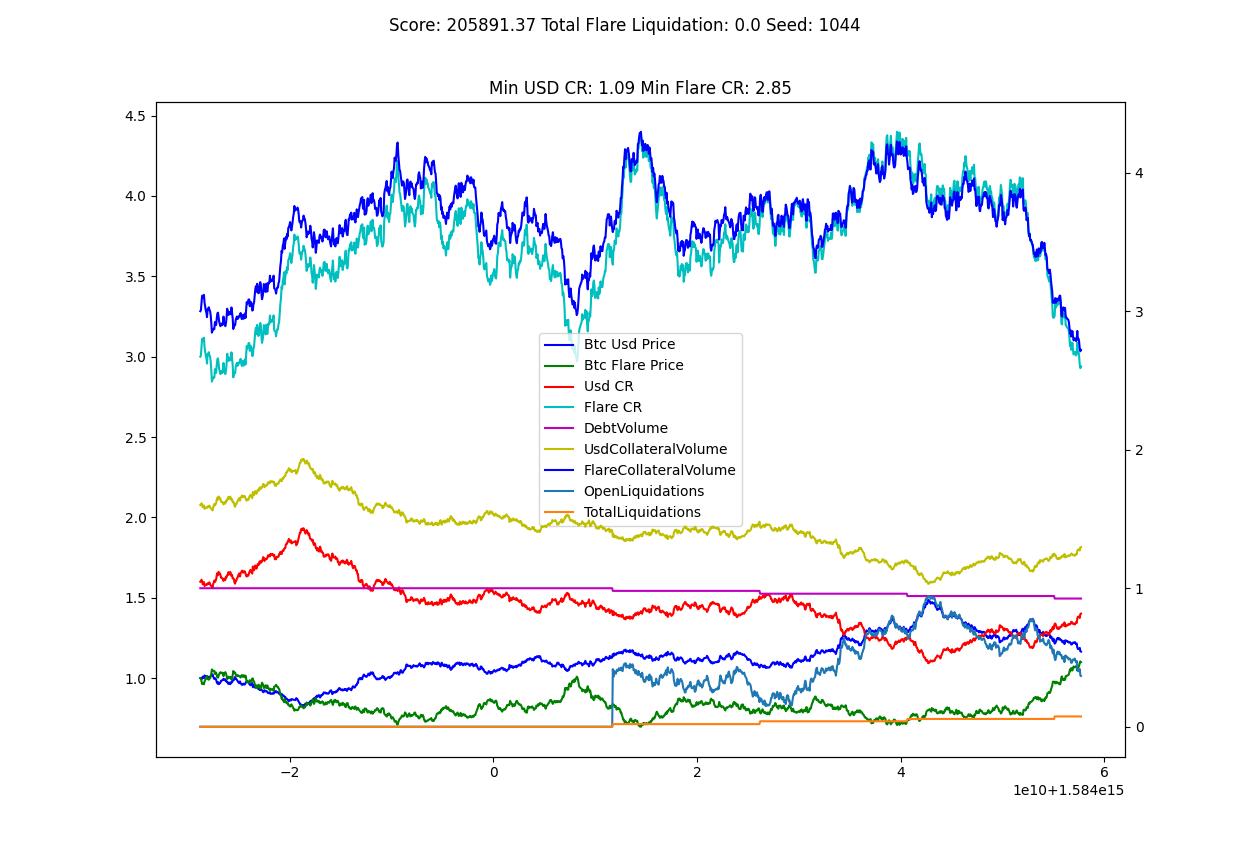 Score: 205891.37 Total Flare Liquidation: 0.0 Seed: 1044
Min USD CR: 1.09 Min Flare CR: 2.85
4.5
4.0
3.5
3.0
2.5
2.0
1.5
1.0
4
3
2
1
0
Btc Usd Price
Btc Flare Price
Usd CR
Flare CR
DebtVolume
UsdCollateralVolume
FlareCollateralVolume
OpenLiquidations
TotalLiquidations
−2 0 2 4 6
1e10+1.584e15